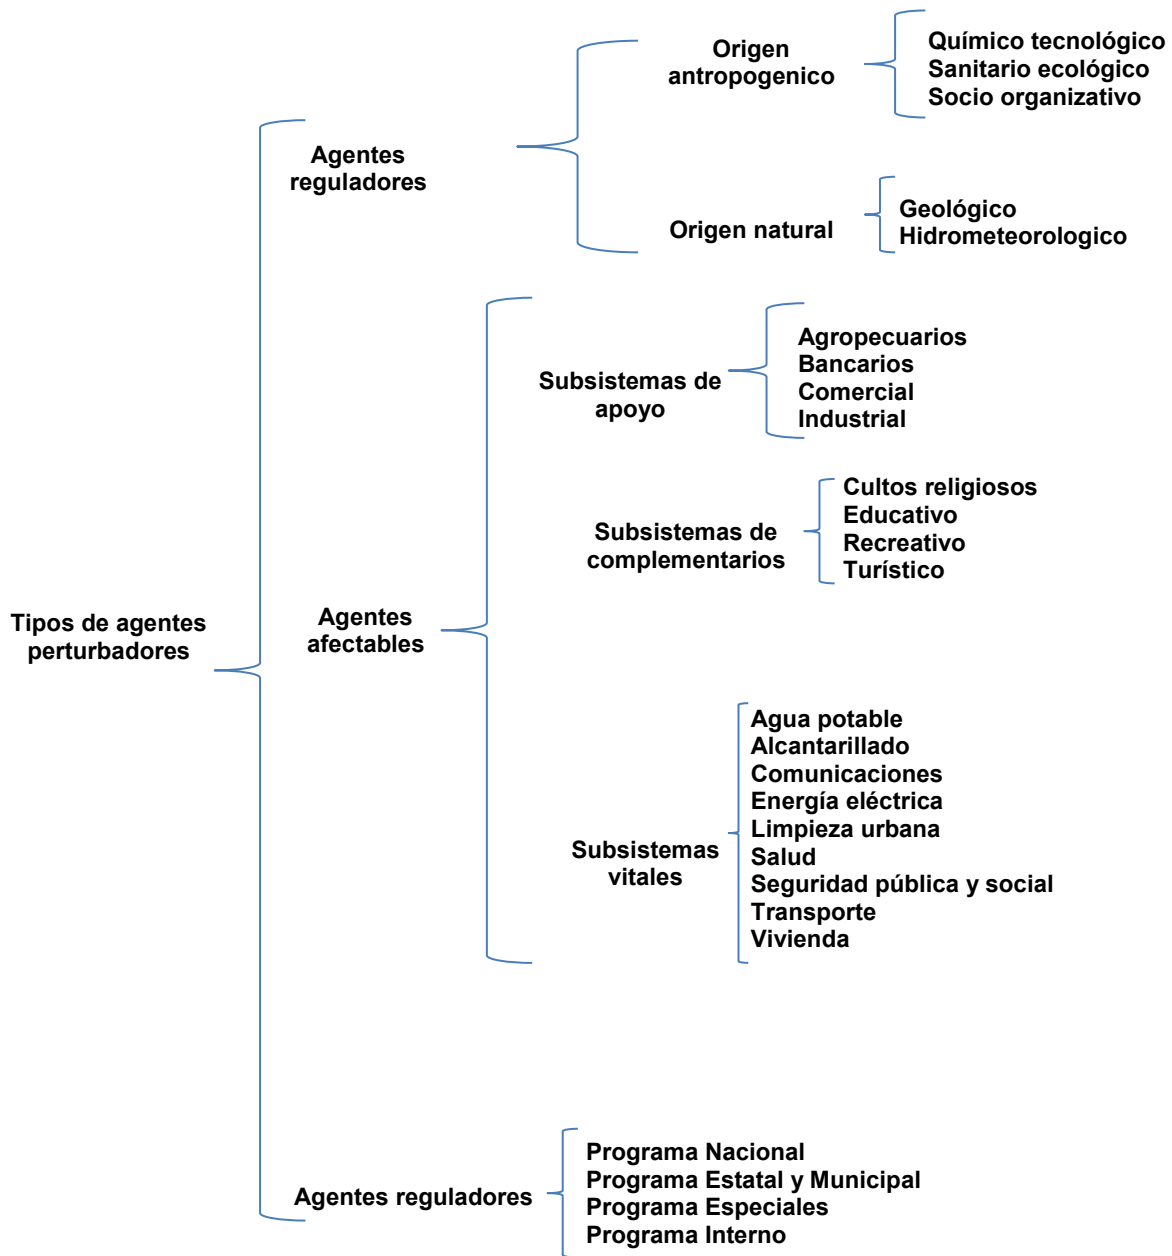 Tipos de agentes
perturbadores
Agentes
reguladores
Origen
antropogenico
Químico tecnológico
Sanitario ecológico
Socio organizativo
Origen natural
Geológico
Hidrometeorologico
Agentes
afectables
Subsistemas de
apoyo
Agropecuarios
Bancarios
Comercial
Industrial
Subsistemas de
complementarios
Cultos religiosos
Educativo
Recreativo
Turístico
Subsistemas
vitales
Agua potable
Alcantarillado
Comunicaciones
Energía eléctrica
Limpieza urbana
Salud
Seguridad pública y social
Transporte
Vivienda
Agentes reguladores
Programa Nacional
Programa Estatal y Municipal
Programa Especiales
Programa Interno